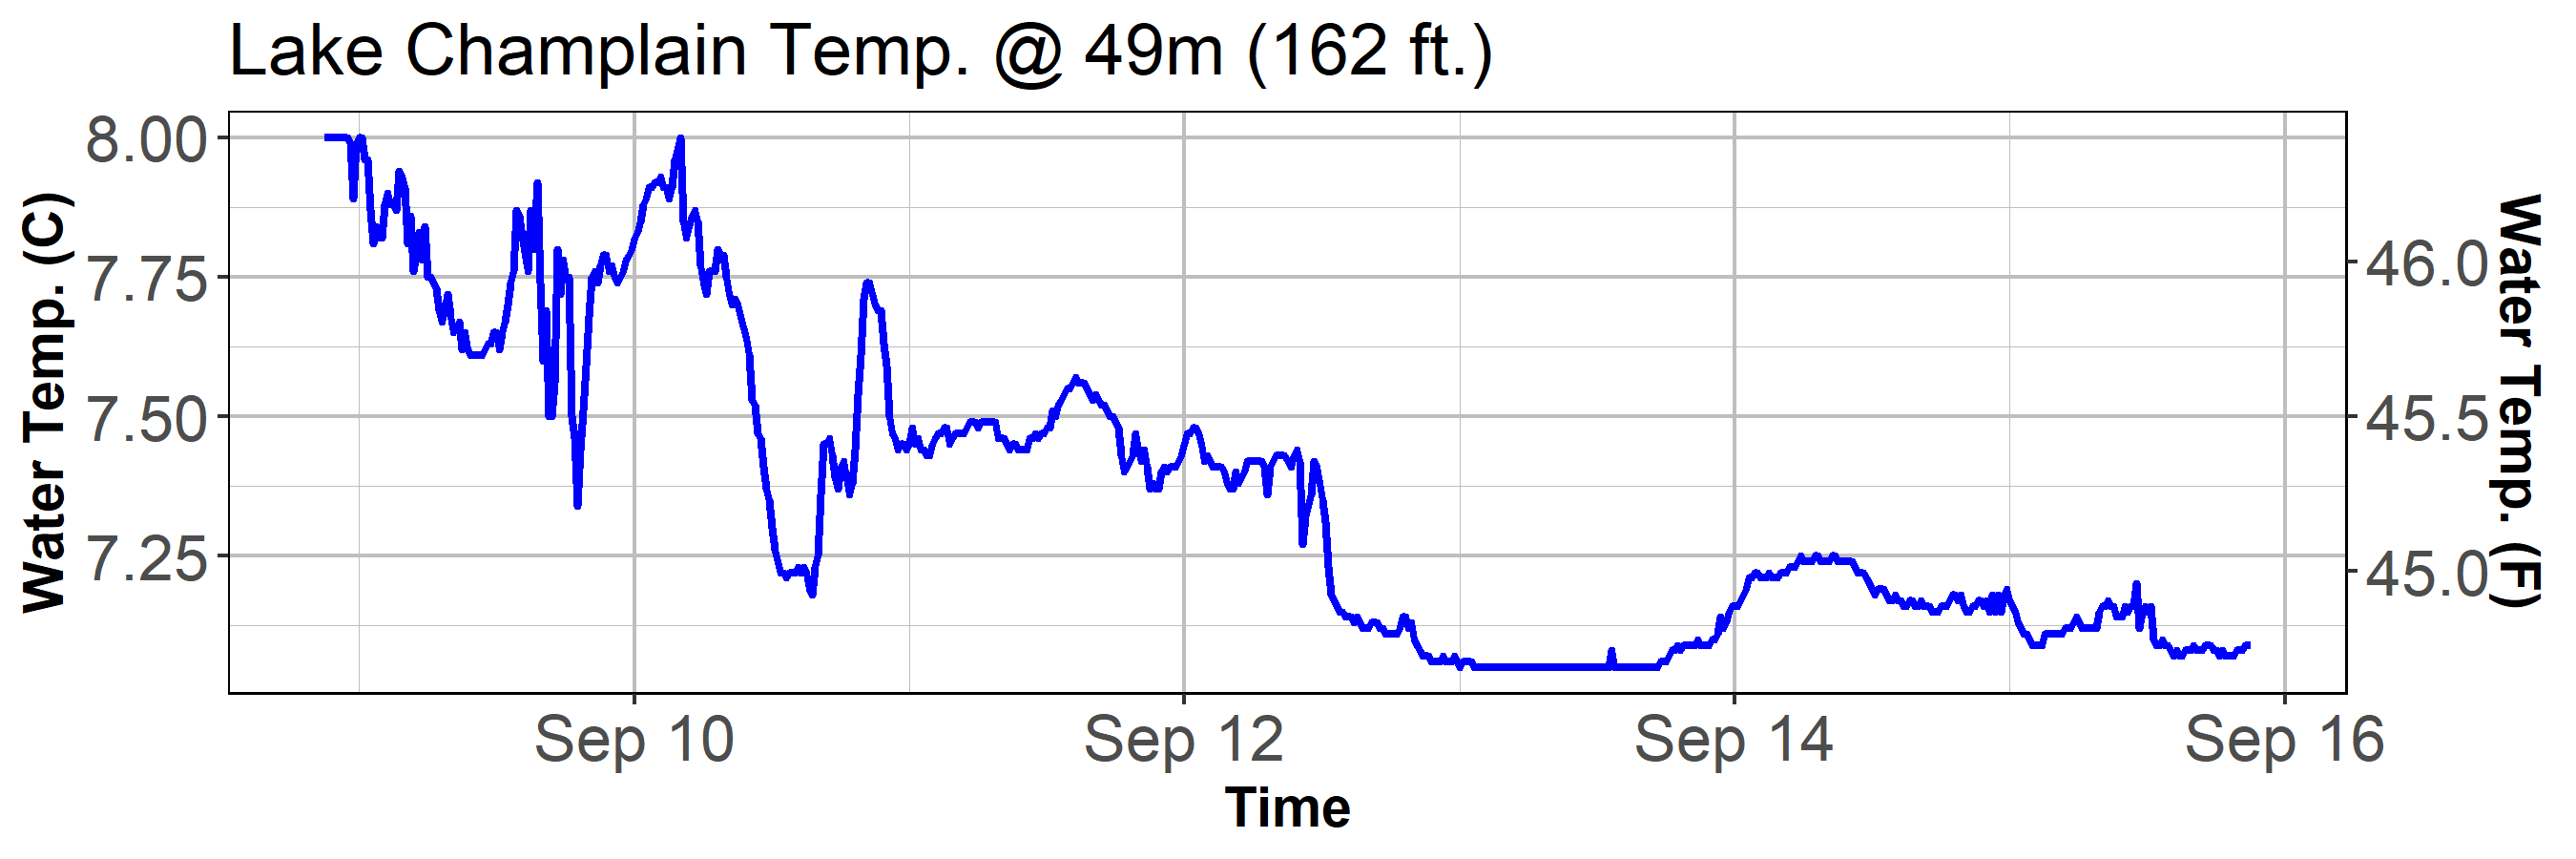 Lake Champlain Temp. @ 49m (162 ft.)
Water Temp. (C)
8.00
7.75
7.50
7.25
46.0
45.5
45.0
Water Temp. (F)
Sep 10
Sep 12
Sep 14
Sep 16
Time